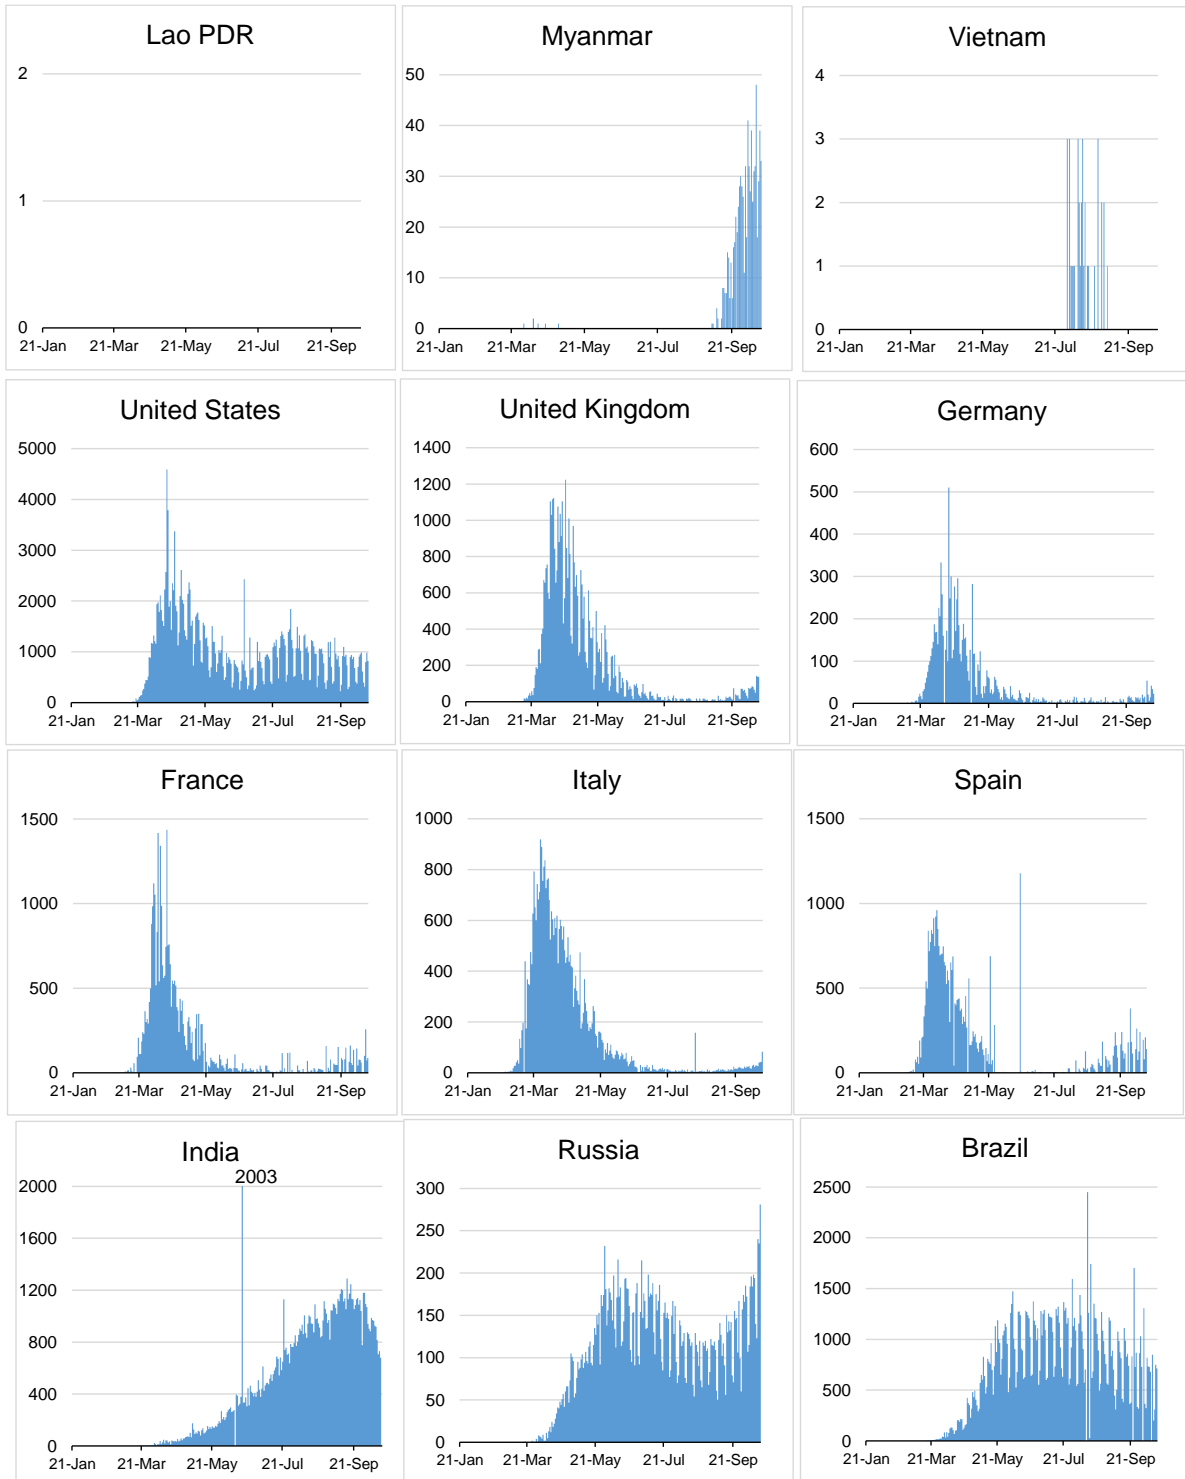 Lao PDR
2
1
0
21-Jan 21-Mar 21-May 21-Jul 21-Sep
Myanmar
50
40
30
20
10
0
21-Jan 21-Mar 21-May 21-Jul 21-Sep
Vietnam
4
3
2
1
0
21-Jan 21-Mar 21-May 21-Jul 21-Sep
United States
5000
4000
3000
2000
1000
0
21-Jan 21-Mar 21-May 21-Jul 21-Sep
United Kingdom
1400
1200
1000
800
600
400
200
0
21-Jan 21-Mar 21-May 21-Jul 21-Sep
Germany
600
500
400
300
200
100
0
21-Jan 21-Mar 21-May 21-Jul 21-Sep
France
1500
1000
500
0
21-Jan 21-Mar 21-May 21-Jul 21-Sep
Italy
1000
800
600
400
200
0
21-Jan 21-Mar 21-May 21-Jul 21-Sep
Spain
1500
1000
500
0
21-Jan 21-Mar 21-May 21-Jul 21-Sep
India
2003
2000
1600
1200
800
400
0
21-Jan 21-Mar 21-May 21-Jul 21-Sep
Russia
300
250
200
150
100
50
0
21-Jan 21-Mar 21-May 21-Jul 21-Sep
Brazil
2500
2000
1500
1000
500
0
21-Jan 21-Mar 21-May 21-Jul 21-Sep